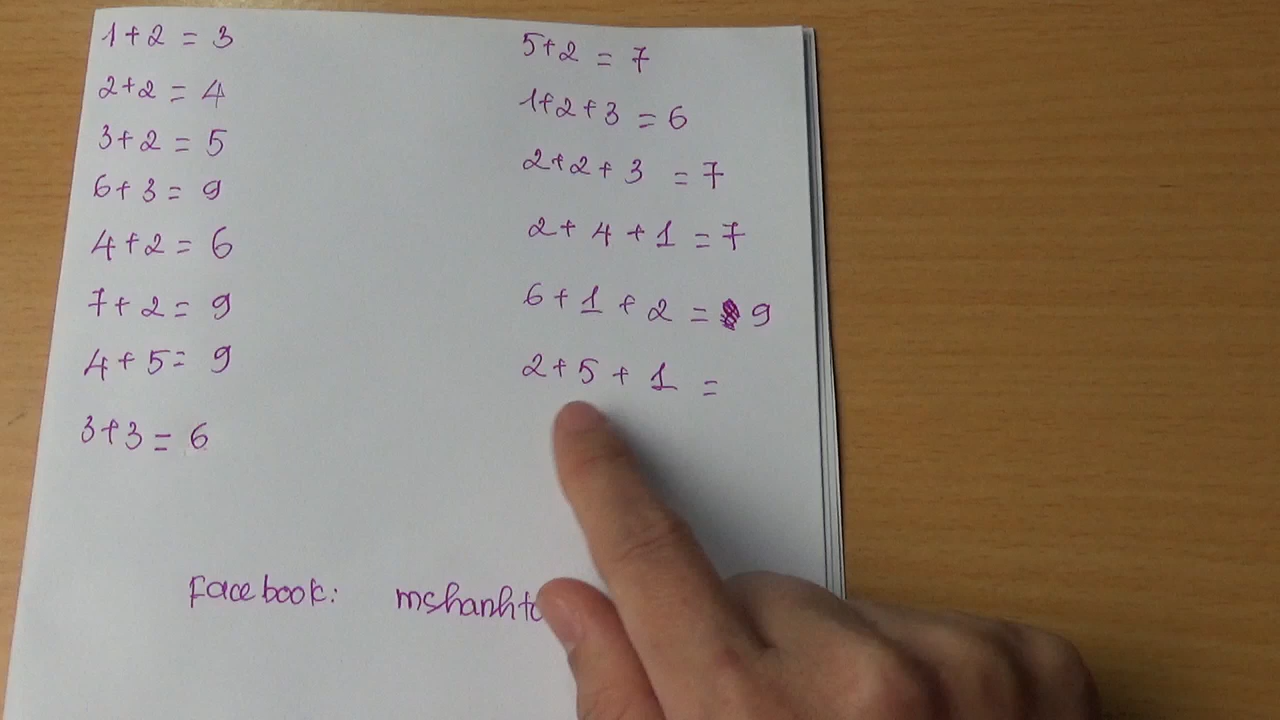 1+2 = 3
2+2 = 4
3+2 = 5
6+3 = 9
4+2 = 6
7+2 = 9
4+5 = 9
3+3 = 6
5+2 = 7
1+2+3 = 6
2+2+3 = 7
2+4+1 = 7
6+1+2 = 9
2+5+1 =
Facebook: